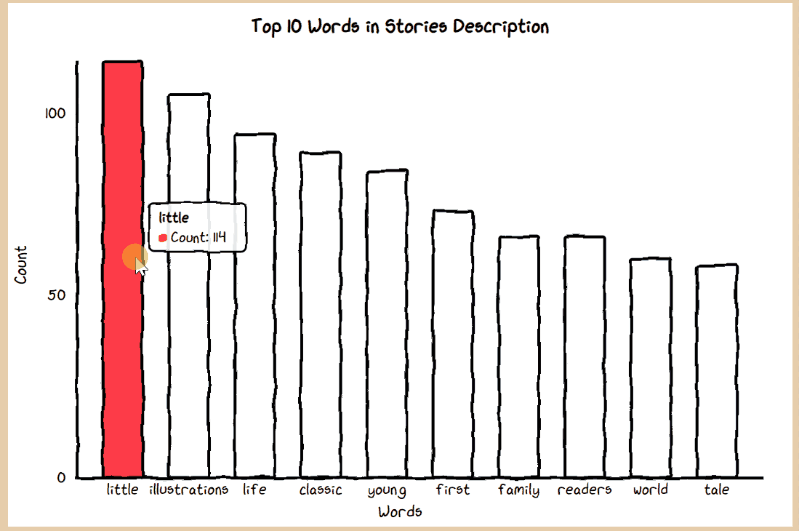 Top 10 Words in Stories Description
100
50
0
Count
little
Count: 114
little illustrations life classic young first family readers world tale
Words